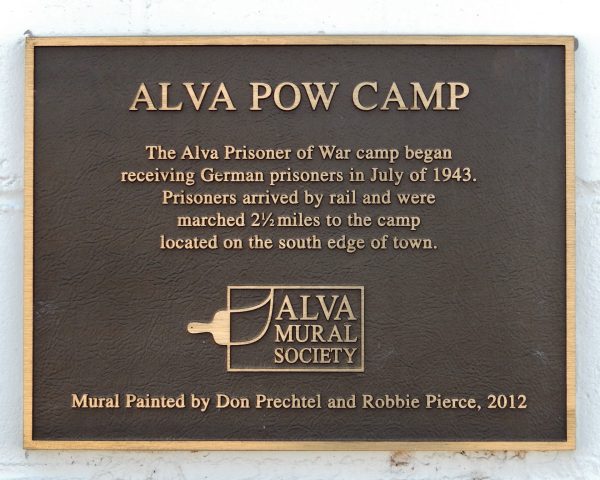 ALVA POW CAMP
The Alva Prisoner of War camp began
receiving German prisoners in July of 1943.
Prisoners arrived by rail and were
marched 2½ miles to the camp
located on the south edge of town.
ALVA
MURAL
SOCIETY
Mural Painted by Don Prechtel and Robbie Pierce, 2012